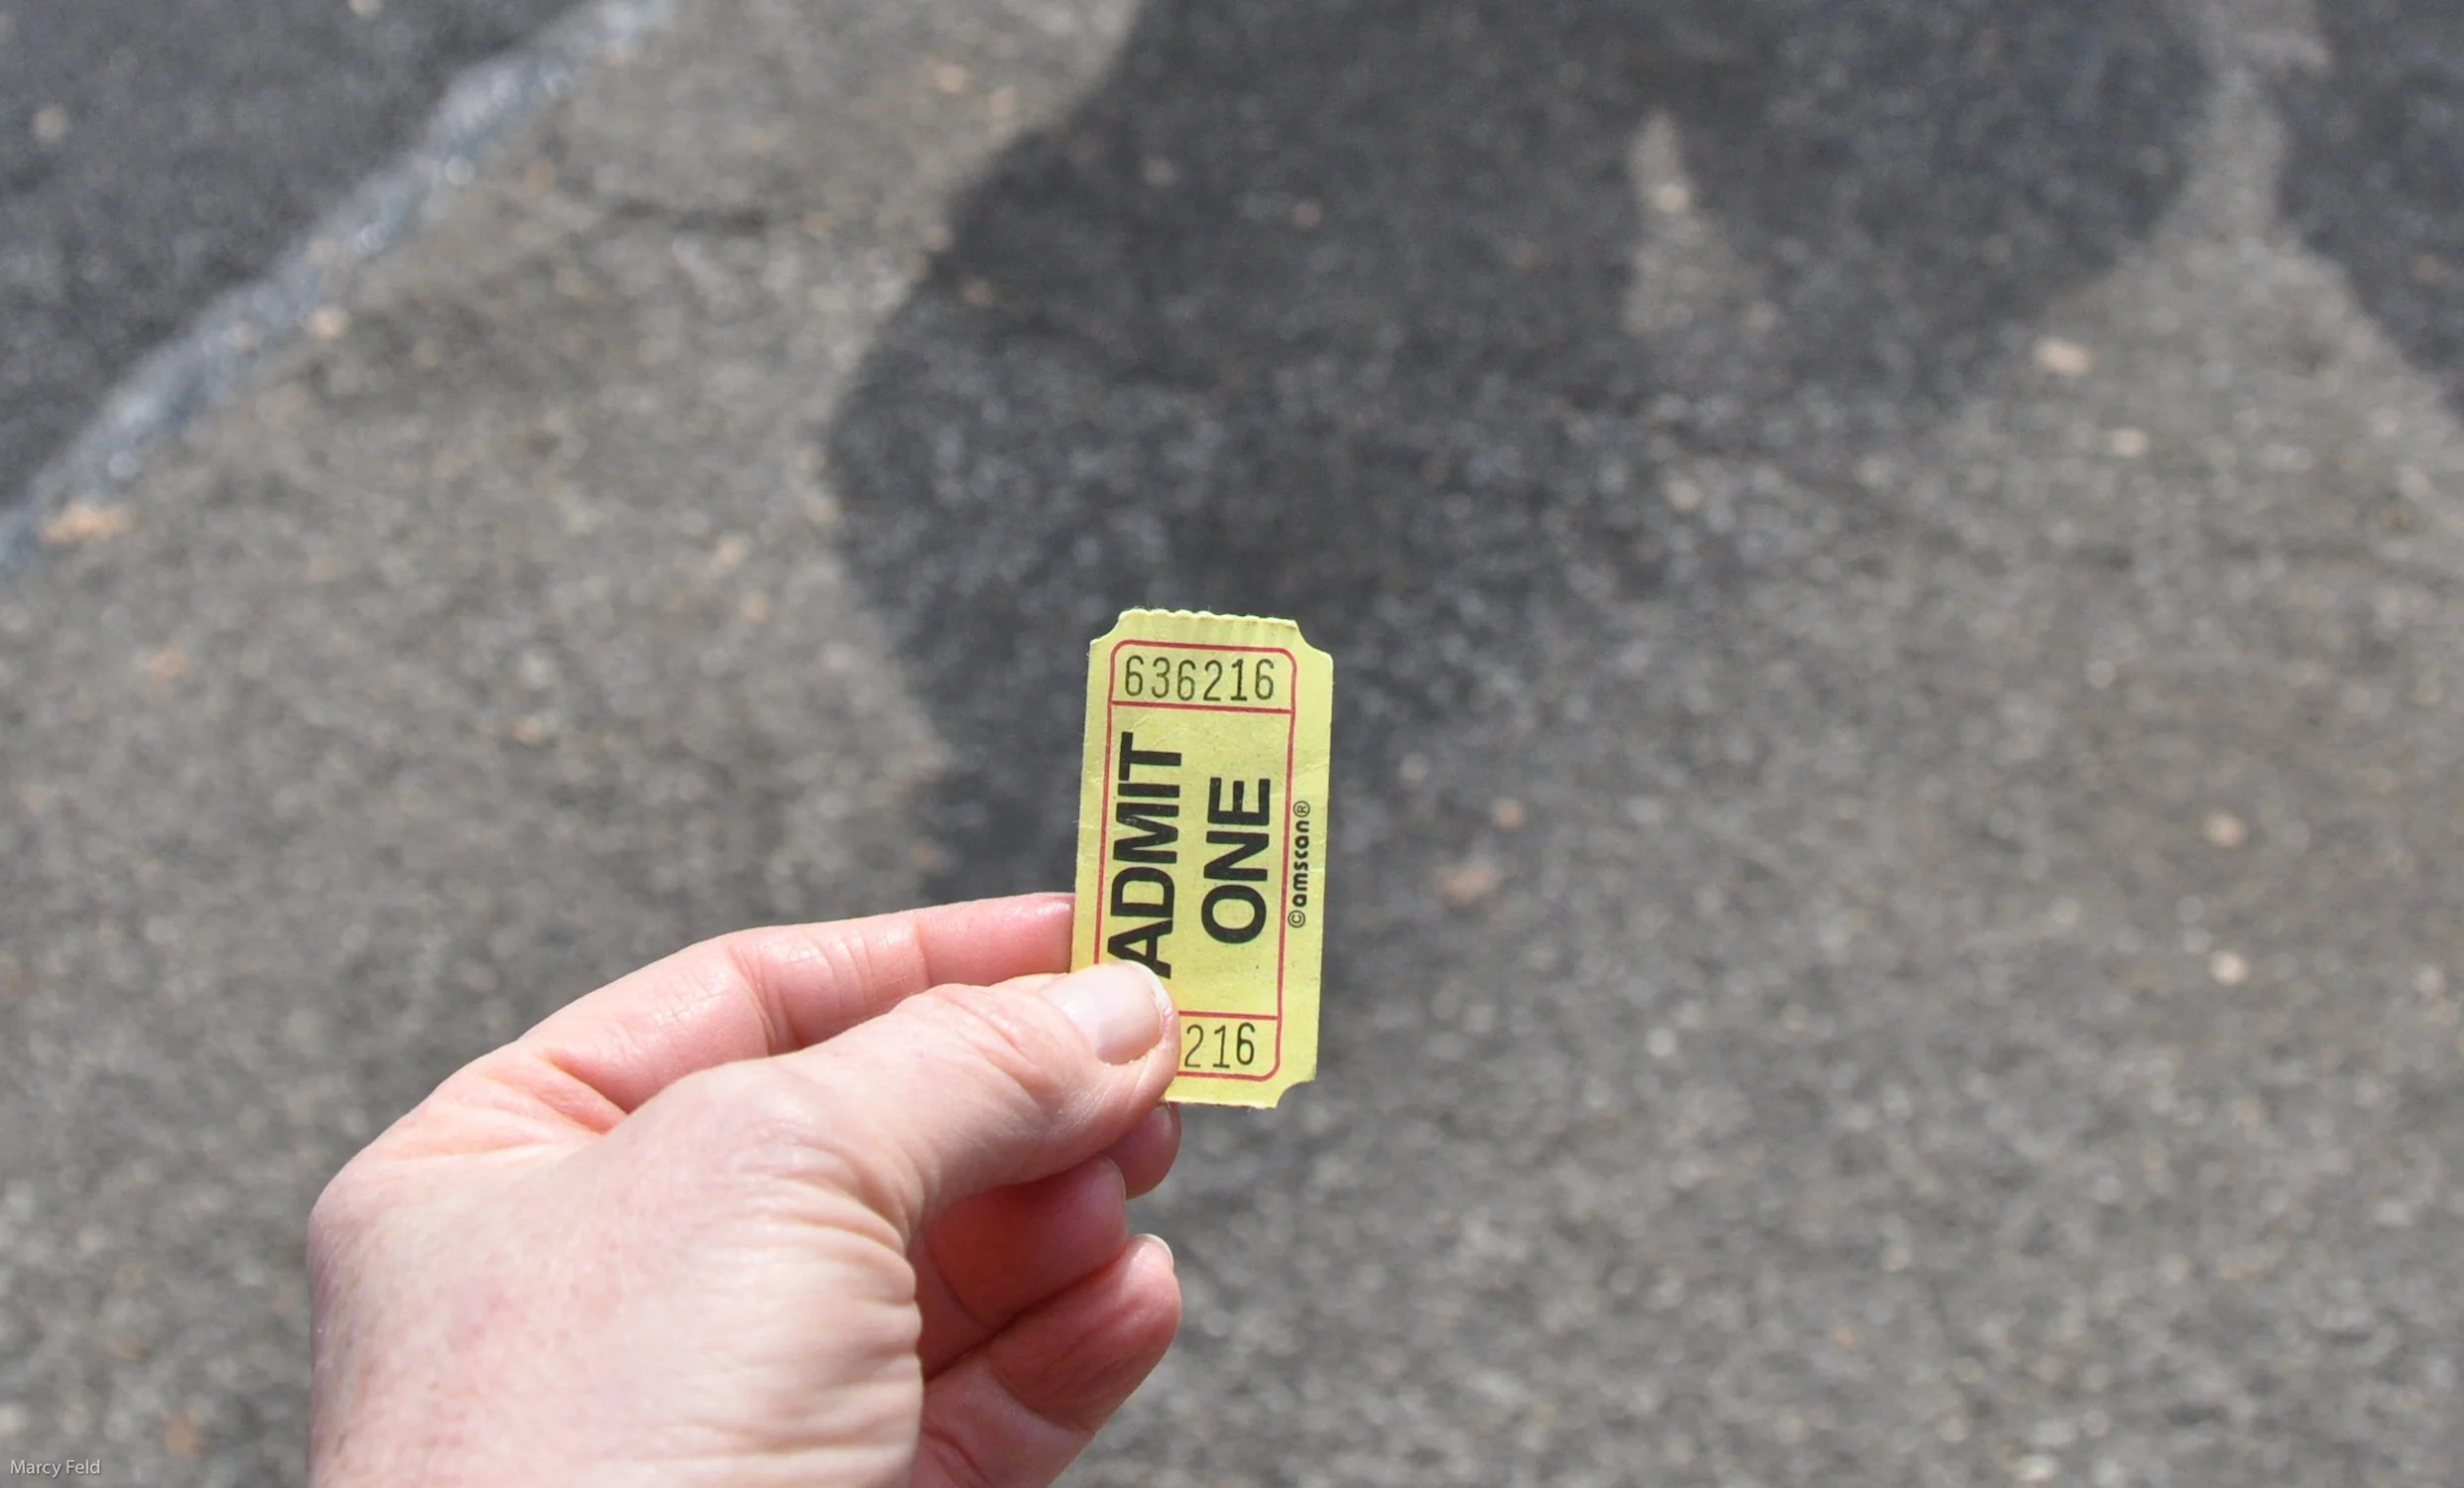 636216
ADMIT
ONE
©amscan®
216
Marcy Feld